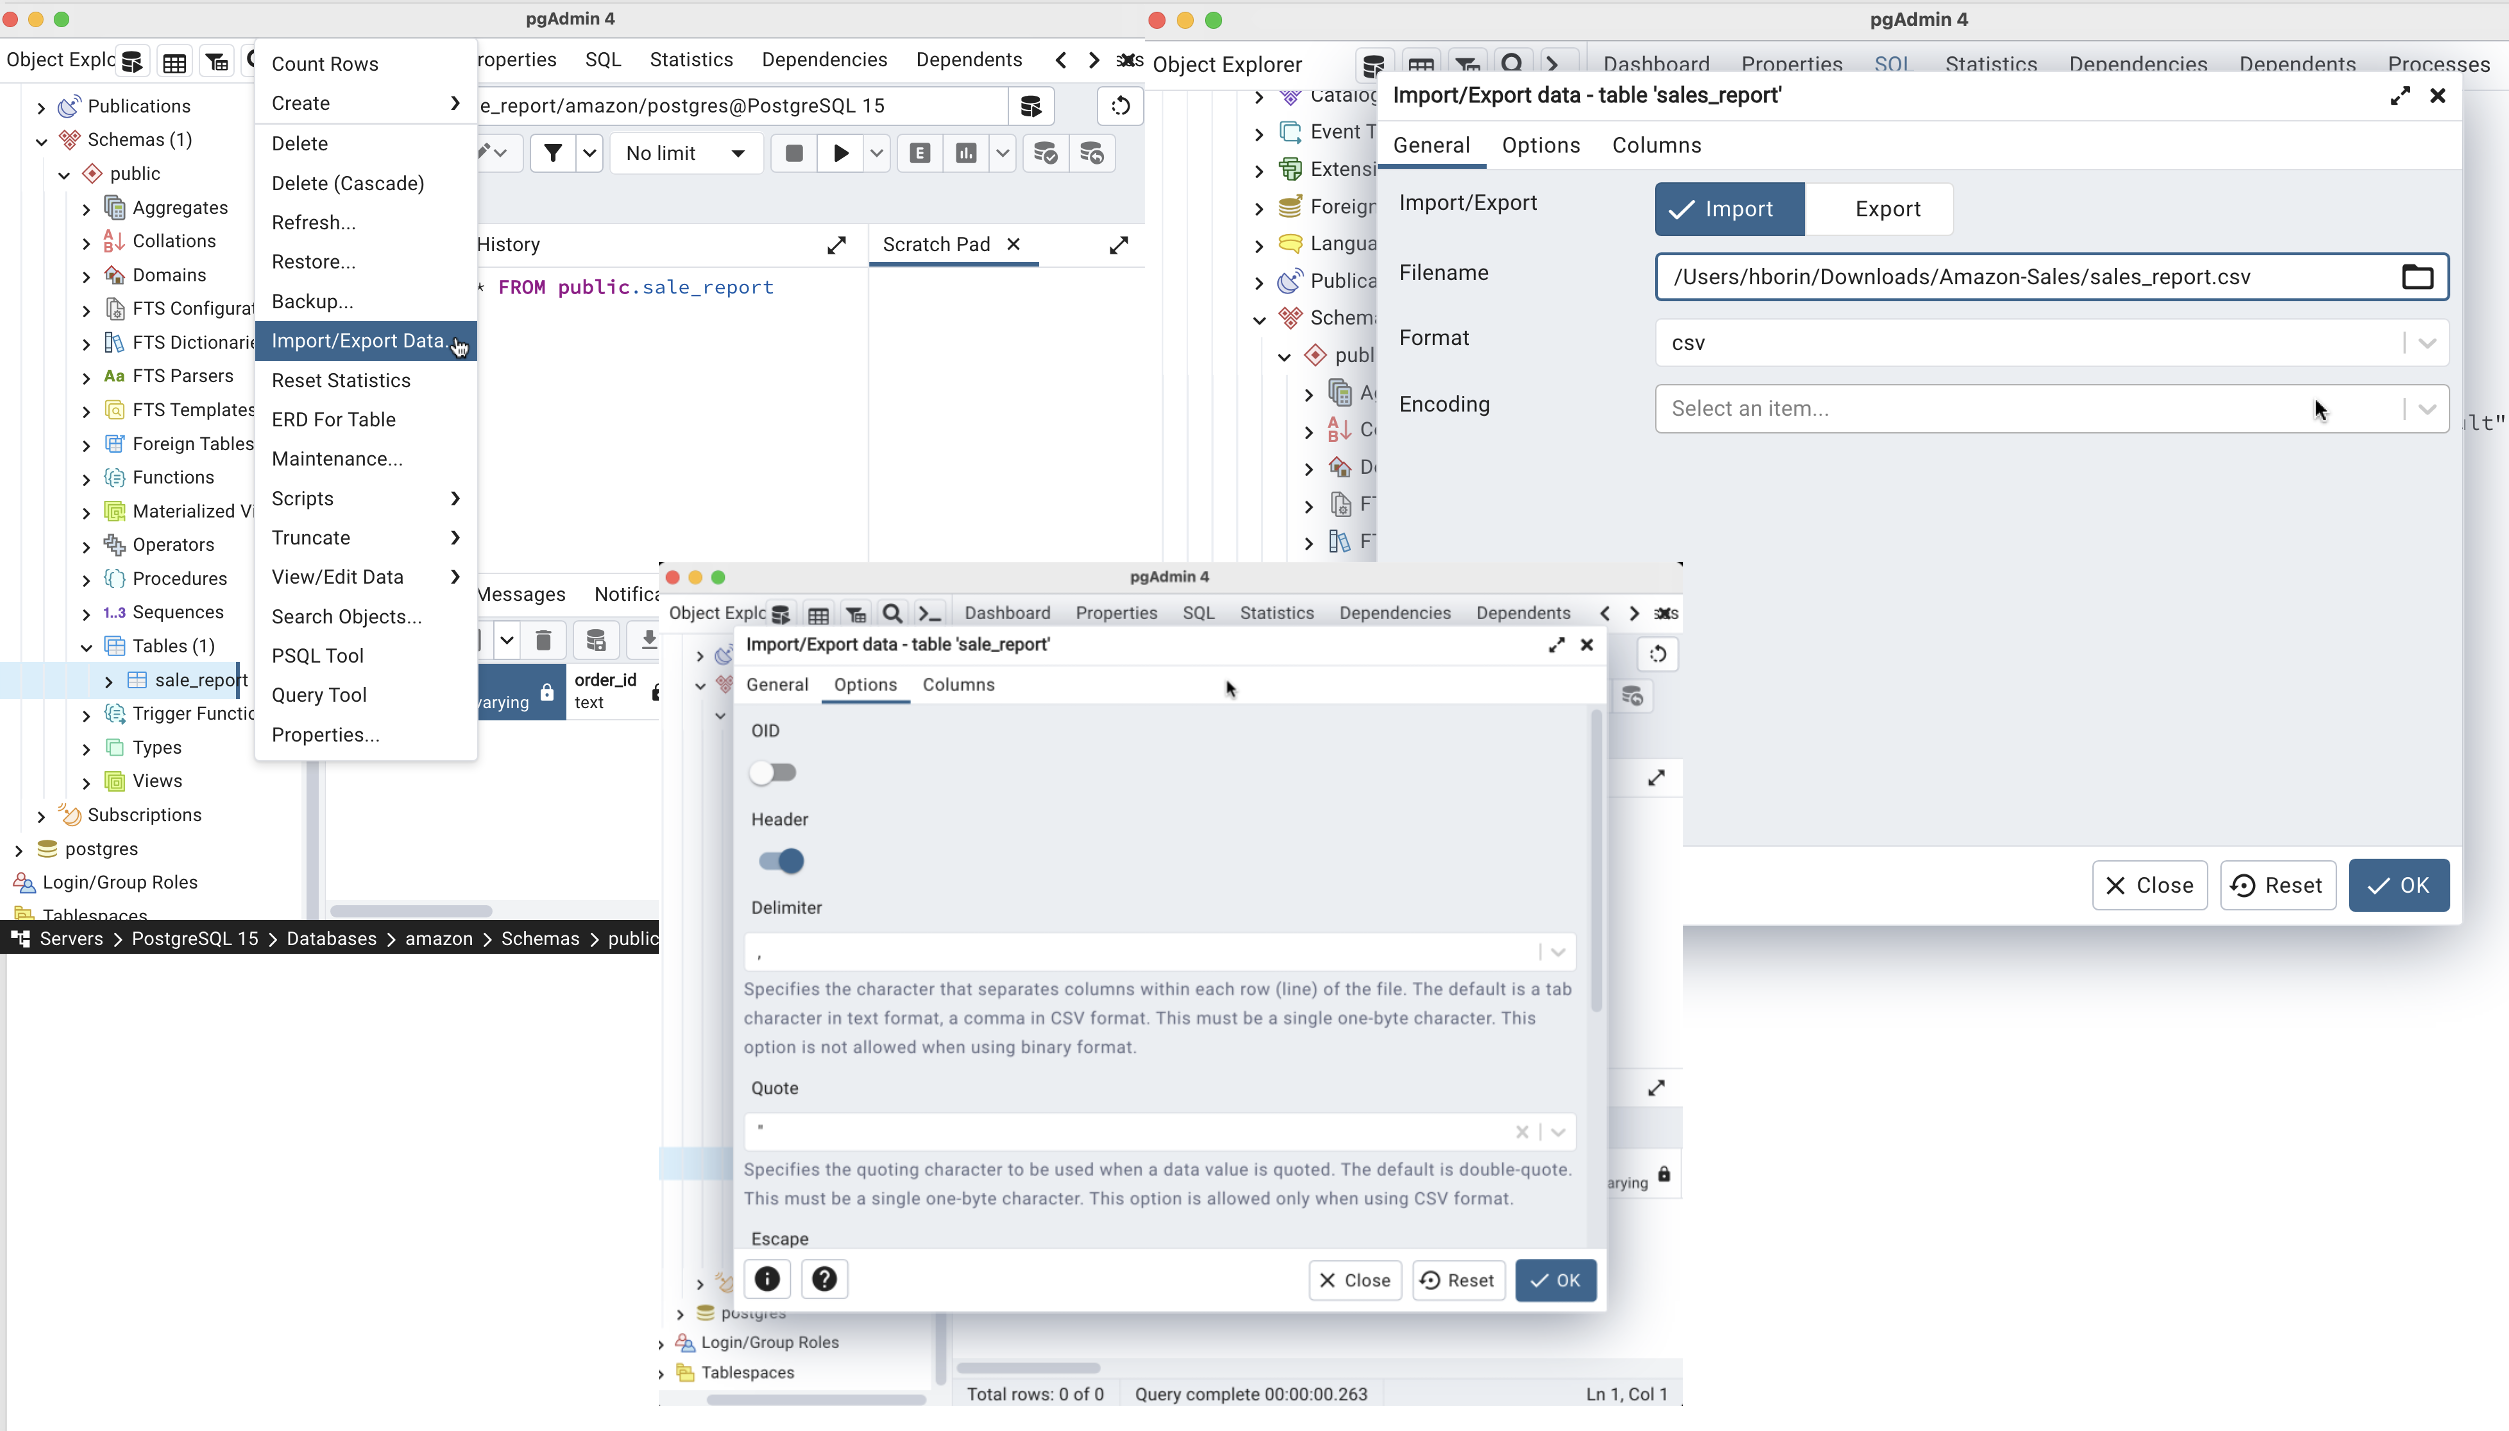 pgAdmin 4
Object Explo
roperties SQL Statistics Dependencies Dependents
Publications
Schemas (1)
public
Aggregates
Collations
Domains
FTS Configurat
FTS Dictionarie
Aa FTS Parsers
FTS Templates
Foreign Tables
Functions
Materialized Vi
Operators
Procedures
1..3 Sequences
Tables (1)
sale_report
Trigger Functio
Types
Views
Subscriptions
postgres
Login/Group Roles
Tablespaces
Servers > PostgreSQL 15 > Databases > amazon > Schemas > public
Count Rows
Create
Delete
Delete (Cascade)
Refresh...
Restore...
Backup...
Import/Export Data..
Reset Statistics
ERD For Table
Maintenance...
Scripts
Truncate
View/Edit Data
Search Objects...
PSQL Tool
Query Tool
Properties...
e_report/amazon/postgres@PostgreSQL 15
No limit
E
History
Scratch Pad
* FROM public.sale_report
Messages Notifica
varying
order_id
text
pgAdmin 4
Object Explorer
Dashboard Properties SQL Statistics Dependencies Dependents Processes
Catalog
Event T
Extensi
Foreign
Langua
Publica
Schema
publ
Import/Export data - table 'sales_report'
General Options Columns
Import/Export
Import Export
Filename
/Users/hborin/Downloads/Amazon-Sales/sales_report.csv
Format
csv
Encoding
Select an item...
ult"
Close Reset OK
pgAdmin 4
Object Explo
Dashboard Properties SQL Statistics Dependencies Dependents
Import/Export data - table 'sale_report'
General Options Columns
OID
Header
Delimiter
,
Specifies the character that separates columns within each row (line) of the file. The default is a tab
character in text format, a comma in CSV format. This must be a single one-byte character. This
option is not allowed when using binary format.
Quote
"
Specifies the quoting character to be used when a data value is quoted. The default is double-quote.
This must be a single one-byte character. This option is allowed only when using CSV format.
Escape
Close Reset OK
arying
postgres
Login/Group Roles
Tablespaces
Total rows: 0 of 0 Query complete 00:00:00.263 Ln 1, Col 1